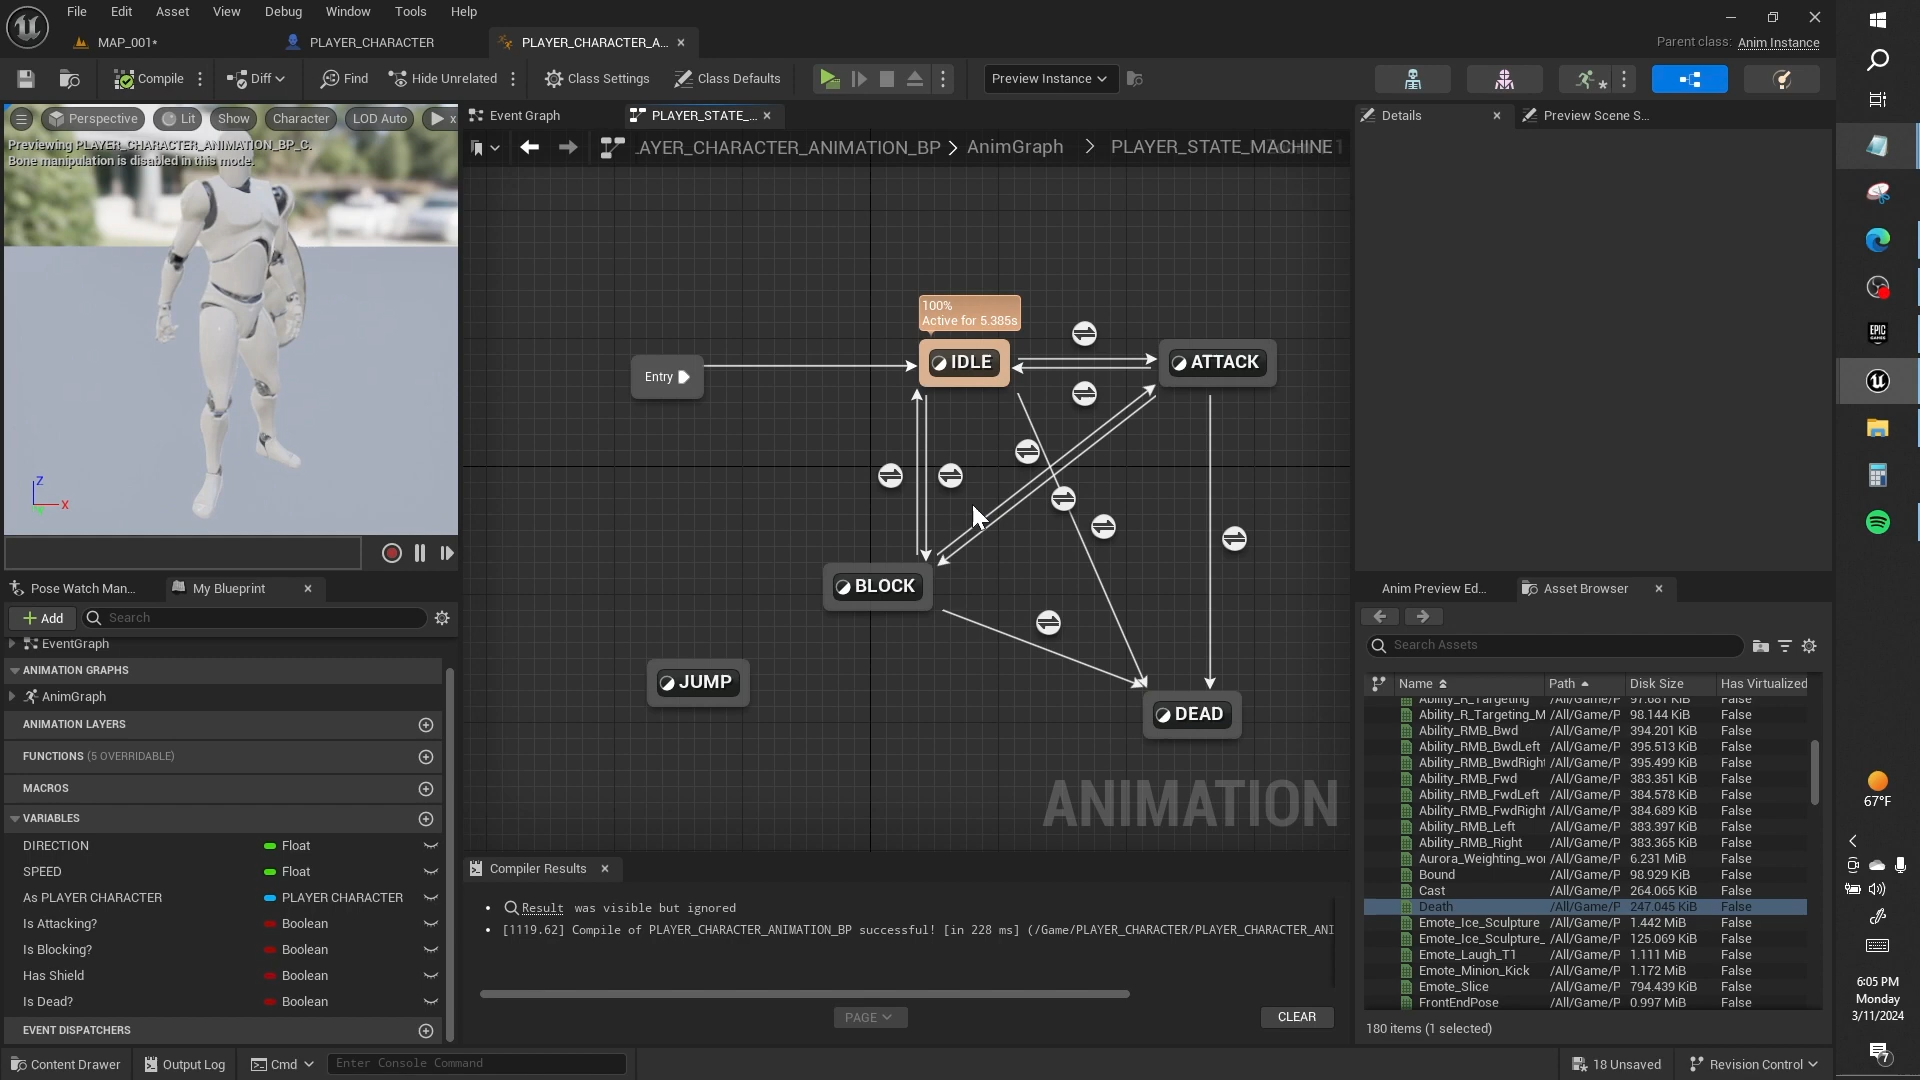 File Edit Asset View Debug Window Tools Help
MAP_001*
PLAYER_CHARACTER
PLAYER_CHARACTER_A...
Parent class: Anim Instance
Compile
Diff
Find
Hide Unrelated
Class Settings
Class Defaults
Preview Instance
Perspective
Lit
Show
Character
LOD Auto
x
Previewing PLAYER_CHARACTER_ANIMATION_BP_C.
Bone manipulation is disabled in this mode.
Z
X
Event Graph
PLAYER_STATE_...
AYER_CHARACTER_ANIMATION_BP > AnimGraph > PLAYER_STATE_MACHINE
100%
Active for 5.385s
Entry
IDLE
ATTACK
BLOCK
JUMP
DEAD
ANIMATION
Pose Watch Man...
My Blueprint
Add
Search
EventGraph
ANIMATION GRAPHS
AnimGraph
ANIMATION LAYERS
FUNCTIONS (5 OVERRIDABLE)
MACROS
VARIABLES
DIRECTION Float
SPEED Float
As PLAYER CHARACTER PLAYER CHARACTER
Is Attacking? Boolean
Is Blocking? Boolean
Has Shield Boolean
Is Dead? Boolean
EVENT DISPATCHERS
Compiler Results
Result was visible but ignored
[1119.62] Compile of PLAYER_CHARACTER_ANIMATION_BP successful! [in 228 ms] (/Game/PLAYER_CHARACTER/PLAYER_CHARACTER_ANI
PAGE
CLEAR
Details
Preview Scene S...
Anim Preview Ed...
Asset Browser
Search Assets
Name Path Disk Size Has Virtualized
Ability_R_Targeting /All/Game/P 97.681 KiB False
Ability_R_Targeting_M /All/Game/P 98.144 KiB False
Ability_RMB_Bwd /All/Game/P 394.201 KiB False
Ability_RMB_BwdLeft /All/Game/P 395.513 KiB False
Ability_RMB_BwdRight /All/Game/P 395.499 KiB False
Ability_RMB_Fwd /All/Game/P 383.351 KiB False
Ability_RMB_FwdLeft /All/Game/P 384.578 KiB False
Ability_RMB_FwdRight /All/Game/P 384.689 KiB False
Ability_RMB_Left /All/Game/P 383.397 KiB False
Ability_RMB_Right /All/Game/P 383.365 KiB False
Aurora_Weighting_wo /All/Game/P 6.231 MiB False
Bound /All/Game/P 98.929 KiB False
Cast /All/Game/P 264.065 KiB False
Death /All/Game/P 247.045 KiB False
Emote_Ice_Sculpture /All/Game/P 1.442 MiB False
Emote_Ice_Sculpture_ /All/Game/P 125.069 KiB False
Emote_Laugh_T1 /All/Game/P 1.111 MiB False
Emote_Minion_Kick /All/Game/P 1.172 MiB False
Emote_Slice /All/Game/P 794.439 KiB False
FrontEndPose /All/Game/P 0.997 MiB False
180 items (1 selected)
Content Drawer
Output Log
Cmd
Enter Console Command
18 Unsaved
Revision Control
EPIC
GAMES
67°F
6:05 PM
Monday
3/11/2024
7